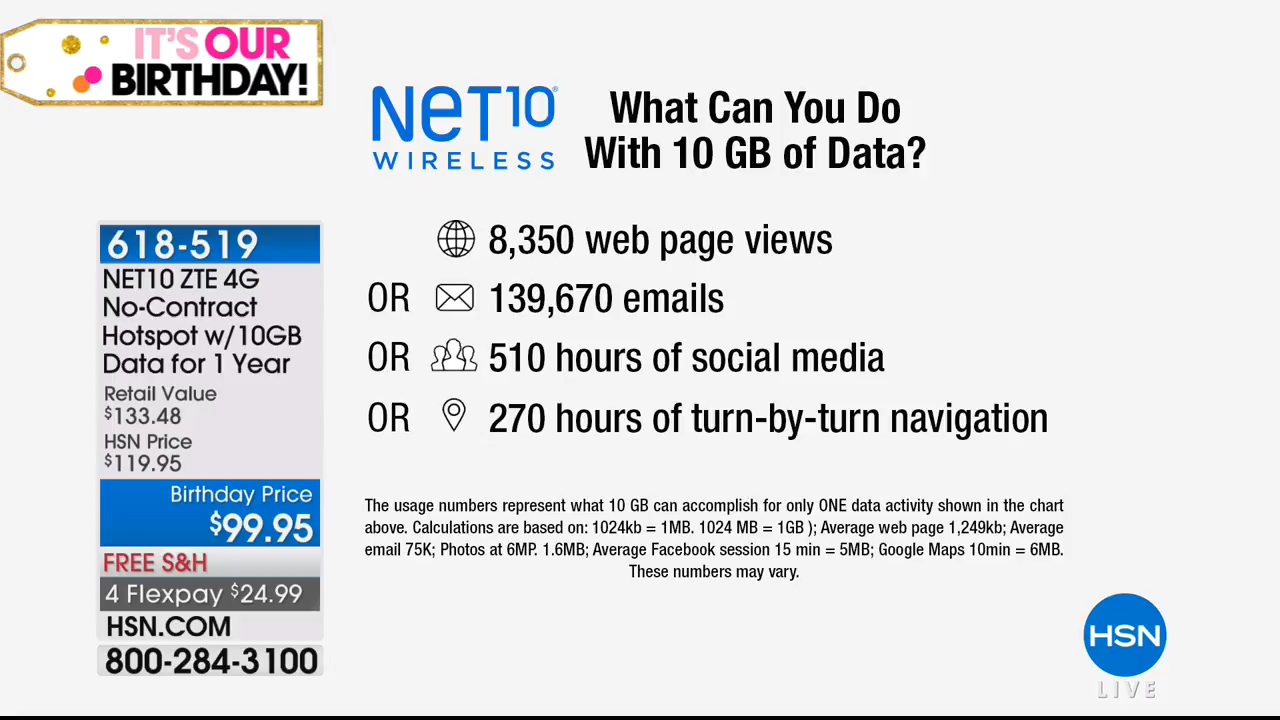 IT'S OUR
BIRTHDAY!
NET10®
WIRELESS
What Can You Do
With 10 GB of Data?
8,350 web page views
OR 139,670 emails
OR 510 hours of social media
OR 270 hours of turn-by-turn navigation
The usage numbers represent what 10 GB can accomplish for only ONE data activity shown in the chart
above. Calculations are based on: 1024kb = 1MB. 1024 MB = 1GB ); Average web page 1,249kb; Average
email 75K; Photos at 6MP. 1.6MB; Average Facebook session 15 min = 5MB; Google Maps 10min = 6MB.
These numbers may vary.
618-519
NET10 ZTE 4G
No-Contract
Hotspot w/10GB
Data for 1 Year
Retail Value
$133.48
HSN Price
$119.95
Birthday Price
$99.95
FREE S&H
4 Flexpay $24.99
HSN.COM
800-284-3100
HSN
LIVE